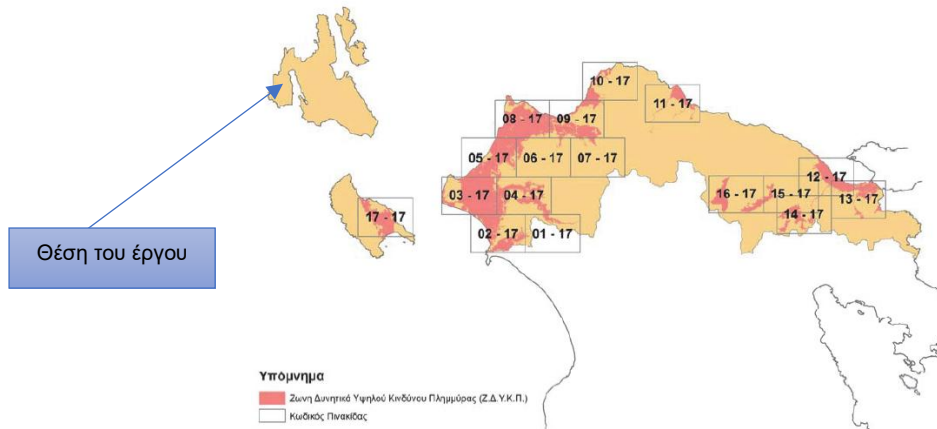 10 - 17
11 - 17
08 - 17
09 - 17
05 - 17
06 - 17
07 - 17
12 - 17
03 - 17
04 - 17
16 - 17
15 - 17
13 - 17
17 - 17
14 - 17
02 - 17
01 - 17
Θέση του έργου
Υπόμνημα
Ζωνη Δυνητικά Υψηλού Κινδύνου Πλημμύρας (Ζ.Δ.Υ.Κ.Π.)
Κωδικός Πινακίδας